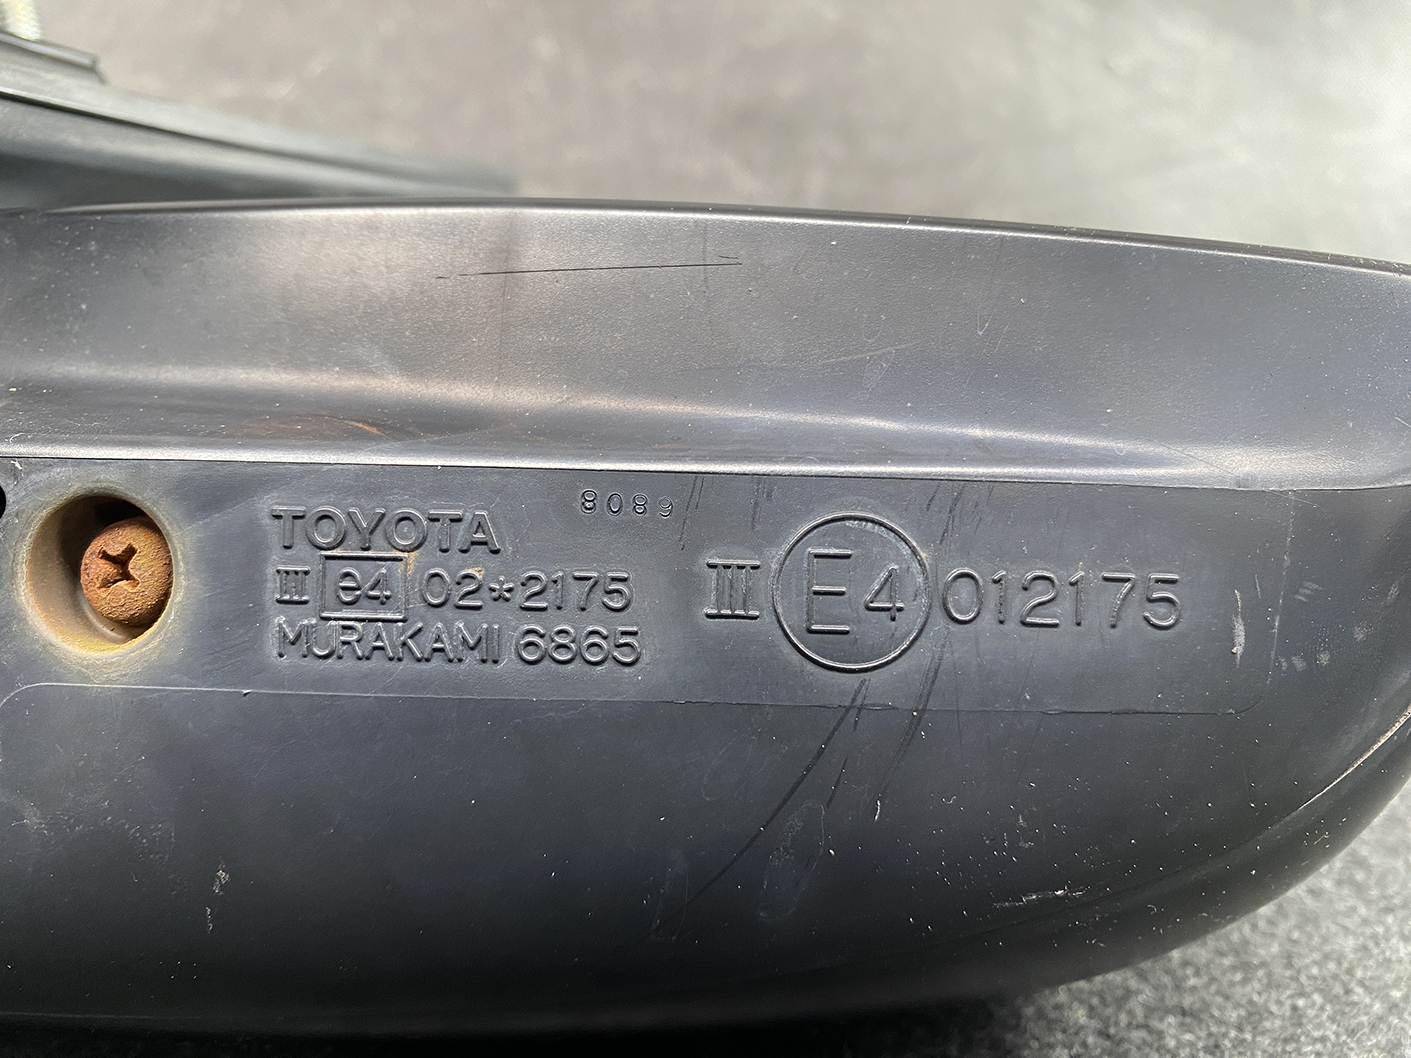 8089
TOYOTA
III e4 02*2175
MURAKAMI 6865
III E4 012175